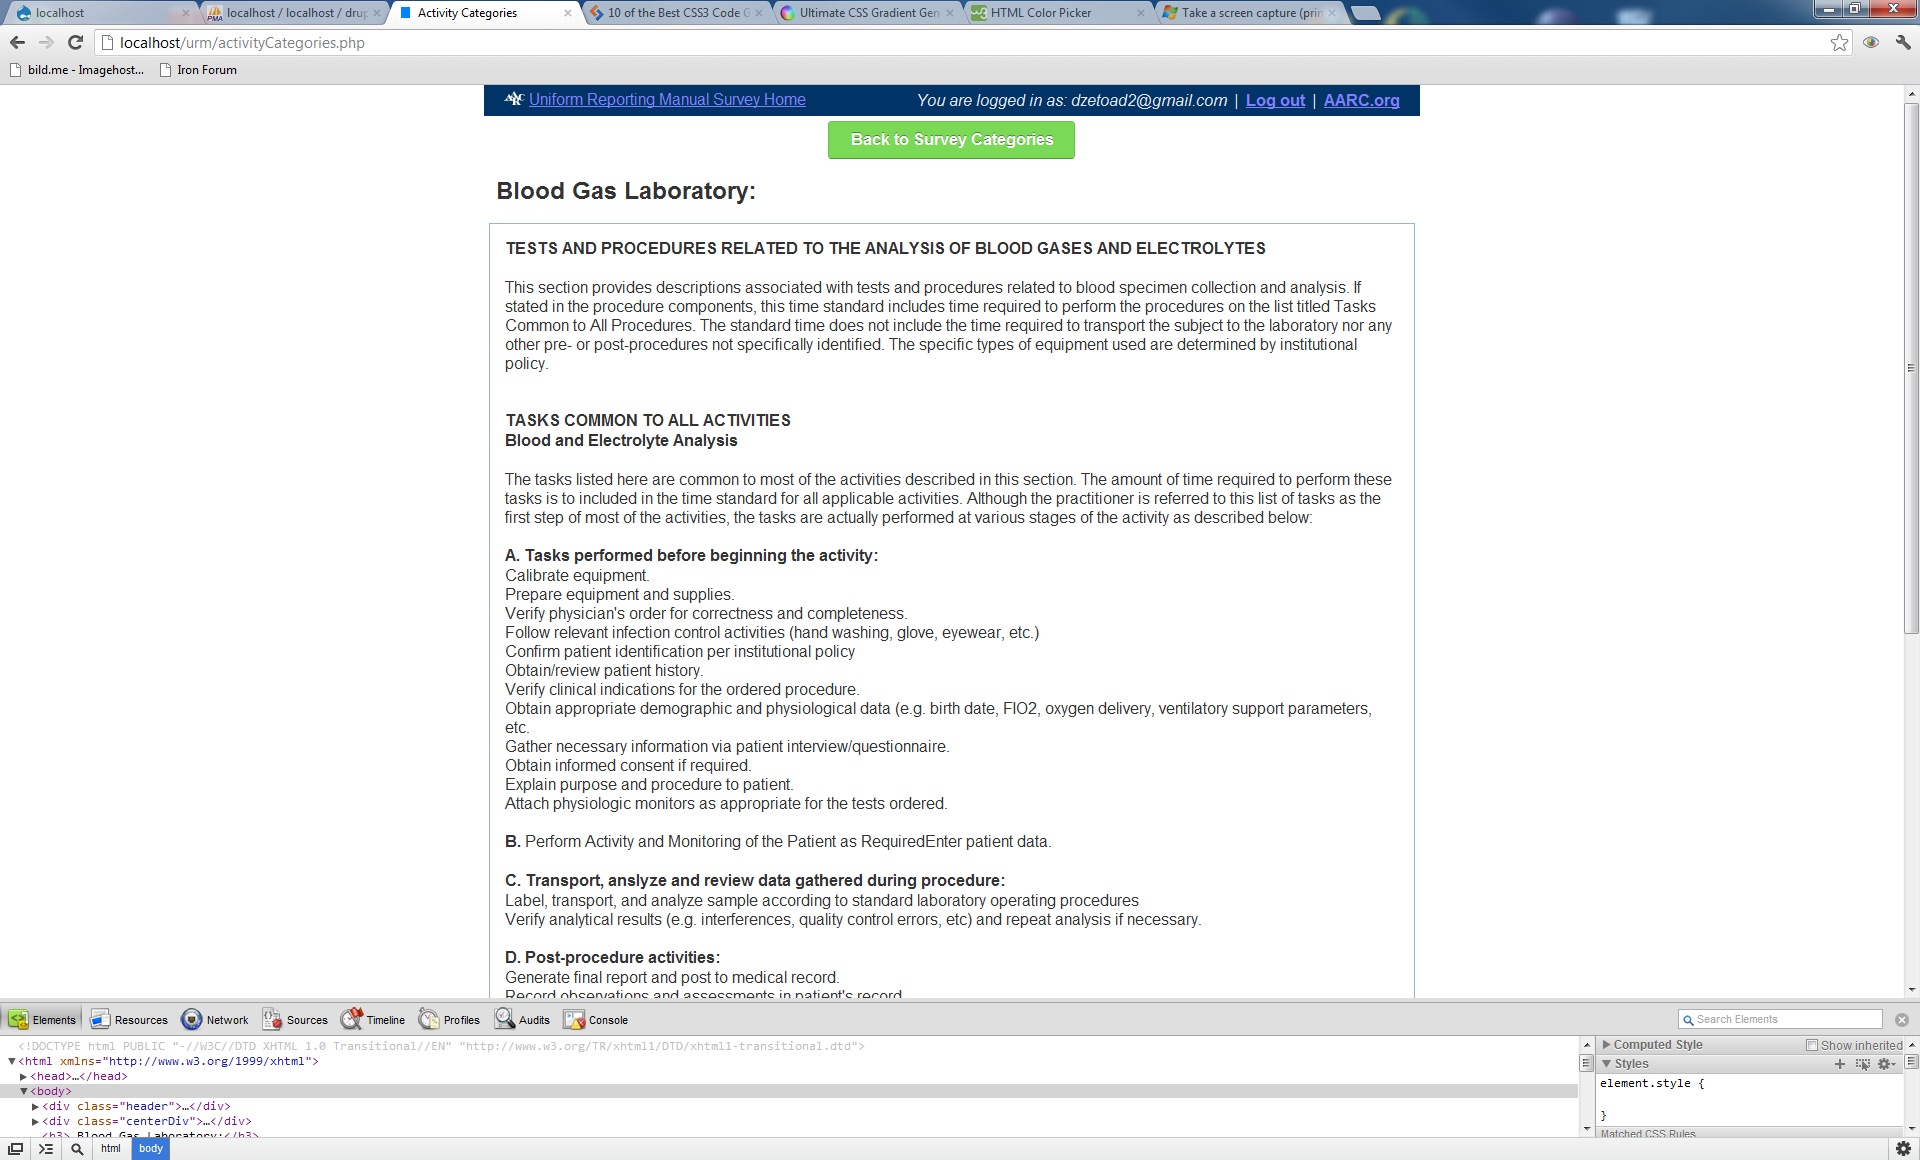 localhost
localhost / localhost / drup
Activity Categories
10 of the Best CSS3 Code G
Ultimate CSS Gradient Gen
HTML Color Picker
Take a screen capture (prin
localhost/urm/activityCategories.php
bild.me - Imagehost...
Iron Forum
AARC Uniform Reporting Manual Survey Home
You are logged in as: dzetoad2@gmail.com | Log out | AARC.org
Back to Survey Categories
Blood Gas Laboratory:
TESTS AND PROCEDURES RELATED TO THE ANALYSIS OF BLOOD GASES AND ELECTROLYTES
This section provides descriptions associated with tests and procedures related to blood specimen collection and analysis. If
stated in the procedure components, this time standard includes time required to perform the procedures on the list titled Tasks
Common to All Procedures. The standard time does not include the time required to transport the subject to the laboratory nor any
other pre- or post-procedures not specifically identified. The specific types of equipment used are determined by institutional
policy.
TASKS COMMON TO ALL ACTIVITIES
Blood and Electrolyte Analysis
The tasks listed here are common to most of the activities described in this section. The amount of time required to perform these
tasks is to included in the time standard for all applicable activities. Although the practitioner is referred to this list of tasks as the
first step of most of the activities, the tasks are actually performed at various stages of the activity as described below:
A. Tasks performed before beginning the activity:
Calibrate equipment.
Prepare equipment and supplies.
Verify physician's order for correctness and completeness.
Follow relevant infection control activities (hand washing, glove, eyewear, etc.)
Confirm patient identification per institutional policy
Obtain/review patient history.
Verify clinical indications for the ordered procedure.
Obtain appropriate demographic and physiological data (e.g. birth date, FIO2, oxygen delivery, ventilatory support parameters,
etc.
Gather necessary information via patient interview/questionnaire.
Obtain informed consent if required.
Explain purpose and procedure to patient.
Attach physiologic monitors as appropriate for the tests ordered.
B. Perform Activity and Monitoring of the Patient as RequiredEnter patient data.
C. Transport, anslyze and review data gathered during procedure:
Label, transport, and analyze sample according to standard laboratory operating procedures
Verify analytical results (e.g. interferences, quality control errors, etc) and repeat analysis if necessary.
D. Post-procedure activities:
Generate final report and post to medical record.
Record observations and assessments in patient's record
Elements
Resources
Network
Sources
Timeline
Profiles
Audits
Console
Search Elements
<!DOCTYPE html PUBLIC "-//W3C//DTD XHTML 1.0 Transitional//EN" "http://www.w3.org/TR/xhtml1/DTD/xhtml1-transitional.dtd">
<html xmlns="http://www.w3.org/1999/xhtml">
<head>…</head>
<body>
<div class="header">…</div>
<div class="centerDiv">…</div>
<h3> Blood Gas Laboratory:</h3>
Computed Style
Show inherited
Styles
element.style {
}
Matched CSS Rules
html
body